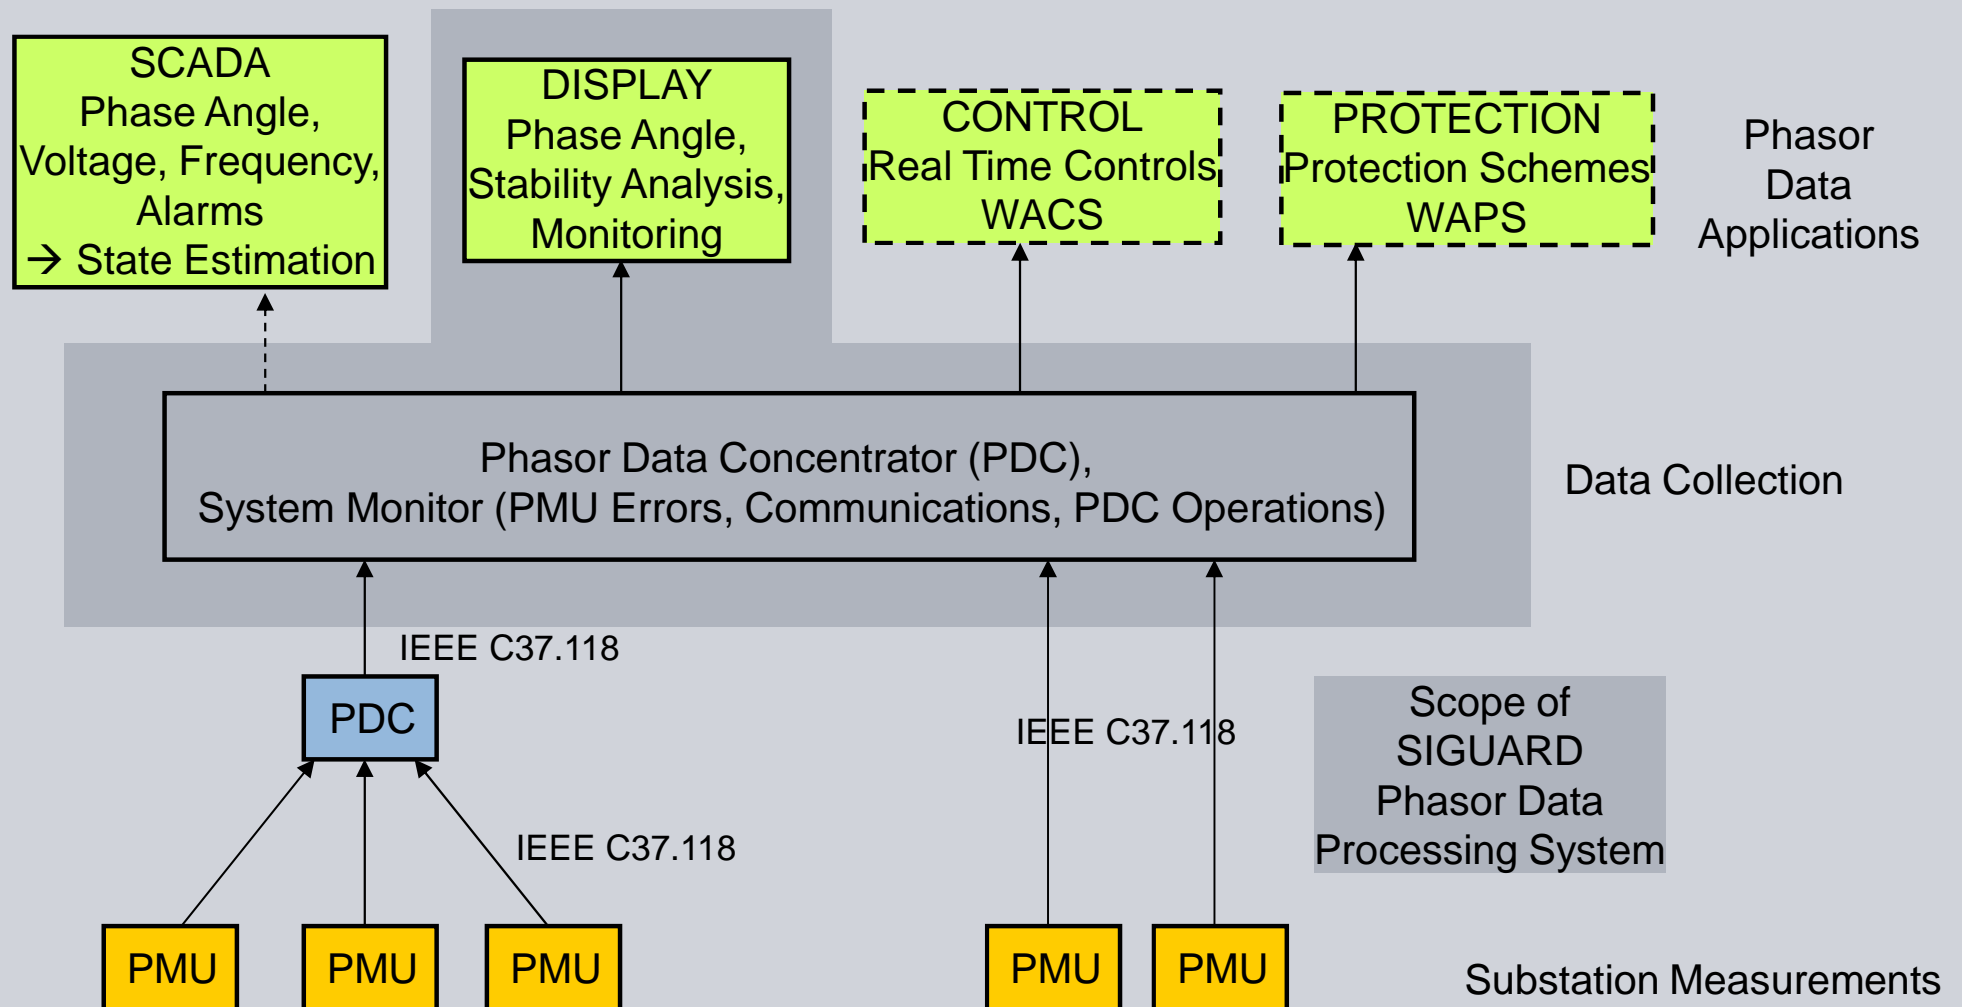 SCADA
Phase Angle,
Voltage, Frequency,
Alarms
→ State Estimation
DISPLAY
Phase Angle,
Stability Analysis,
Monitoring
CONTROL
Real Time Controls
WACS
PROTECTION
Protection Schemes
WAPS
Phasor
Data
Applications
Phasor Data Concentrator (PDC),
System Monitor (PMU Errors, Communications, PDC Operations)
Data Collection
IEEE C37.118
PDC
IEEE C37.118
Scope of
SIGUARD
Phasor Data
Processing System
IEEE C37.118
PMU
PMU
PMU
PMU
PMU
Substation Measurements